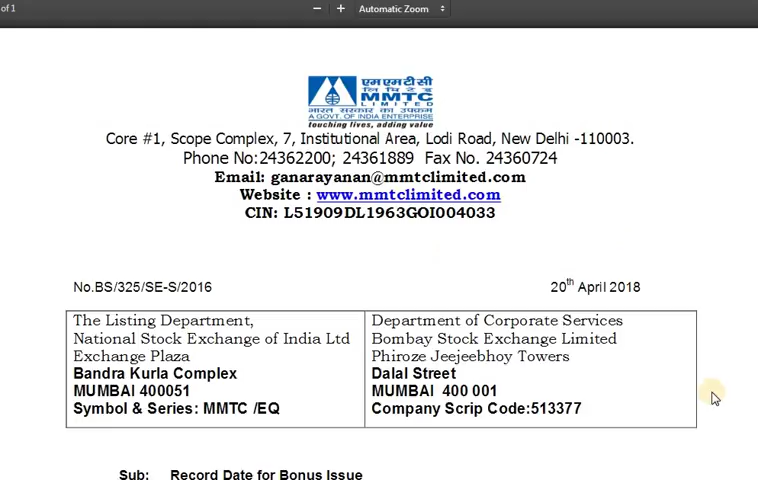 of 1
Automatic Zoom
एमएमटीसी
लिमिटेड
MMTC
LIMITED
भारत सरकार का उपक्रम
A GOVT. OF INDIA ENTERPRISE
touching lives, adding value
Core #1, Scope Complex, 7, Institutional Area, Lodi Road, New Delhi -110003.
Phone No:24362200; 24361889 Fax No. 24360724
Email: ganarayanan@mmtclimited.com
Website : www.mmtclimited.com
CIN: L51909DL1963GOI004033
No.BS/325/SE-S/2016
20th April 2018
The Listing Department,
National Stock Exchange of India Ltd
Exchange Plaza
Bandra Kurla Complex
MUMBAI 400051
Symbol & Series: MMTC /EQ
Department of Corporate Services
Bombay Stock Exchange Limited
Phiroze Jeejeebhoy Towers
Dalal Street
MUMBAI 400 001
Company Scrip Code:513377
Sub: Record Date for Bonus Issue